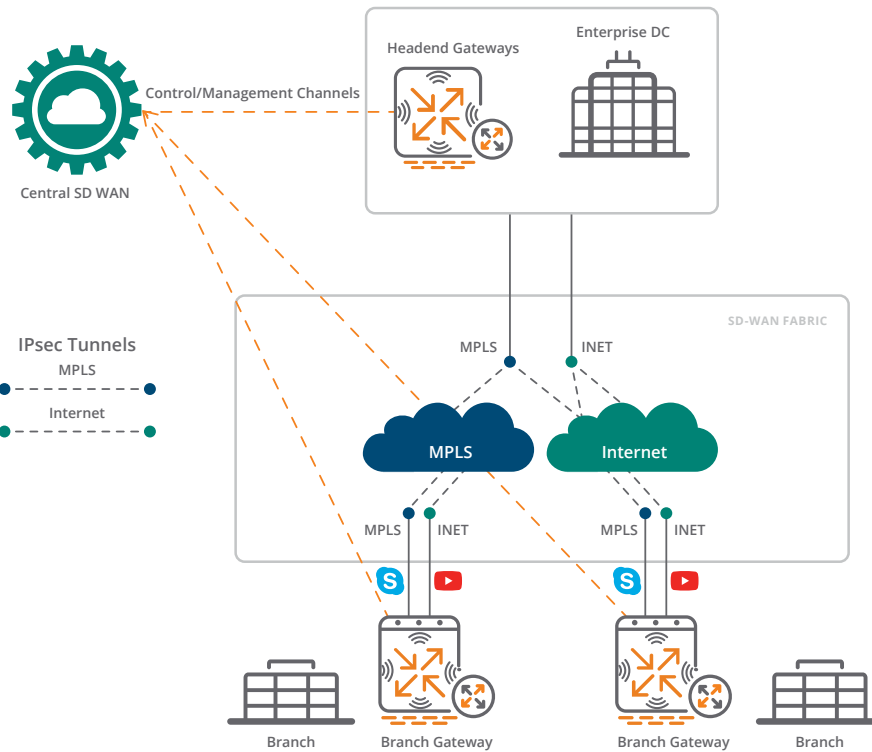 Enterprise DC
Headend Gateways
Control/Management Channels
Central SD WAN
SD-WAN FABRIC
IPsec Tunnels
MPLS
Internet
MPLS
INET
MPLS
Internet
MPLS
INET
MPLS
INET
S
S
Branch
Branch Gateway
Branch Gateway
Branch